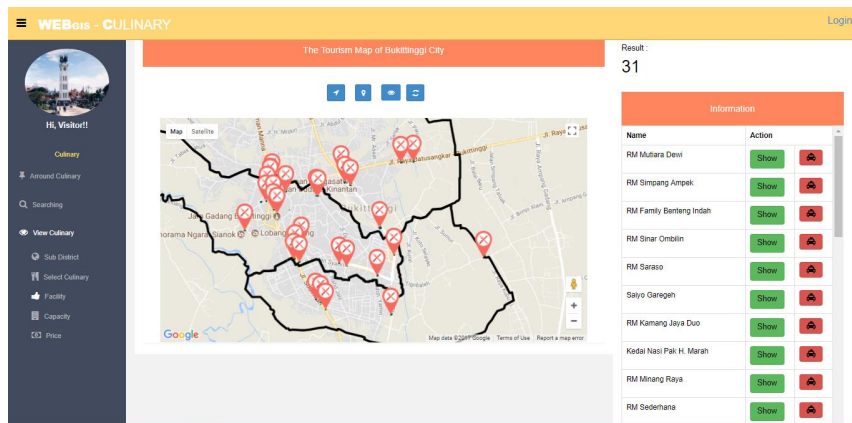 WEBGIS - CULINARY
Login
Hi, Visitor!!
Culinary
Arround Culinary
Searching
View Culinary
Sub District
Select Culinary
Facility
Capacity
Price
The Tourism Map of Bukittinggi City
Map Satellite
Jl. Raya
Bukittinggi
Kinantan
Google
Map data ©2017 Google Terms of Use Report a map error
Result :
31
Information
Name Action
RM Mutiara Dewi Show
RM Simpang Ampek Show
RM Family Benteng Indah Show
RM Sinar Ombilin Show
RM Saraso Show
Saiyo Garegeh Show
RM Kamang Jaya Duo Show
Kedai Nasi Pak H. Marah Show
RM Minang Raya Show
RM Sederhana Show